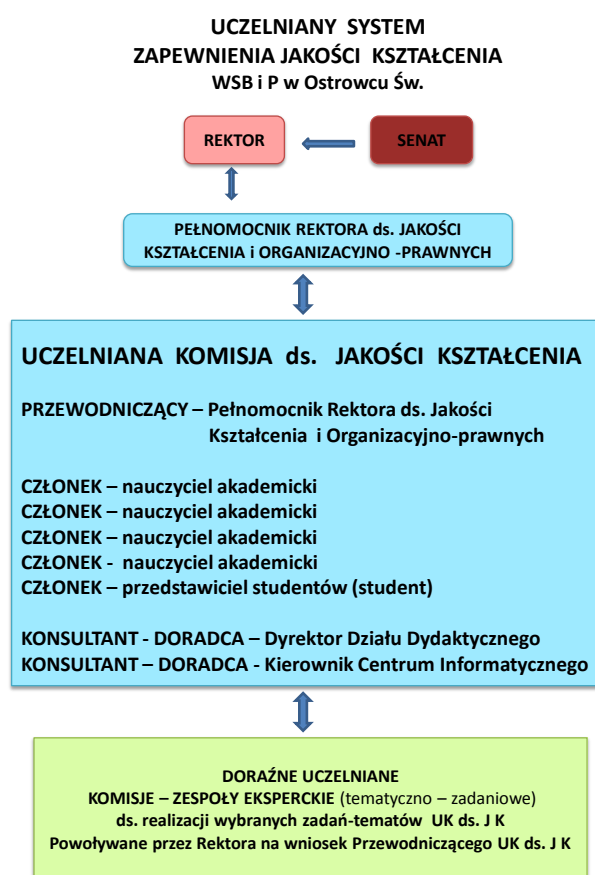 UCZELNIANY SYSTEM
ZAPEWNIENIA JAKOŚCI KSZTAŁCENIA
WSB i P w Ostrowcu Św.
REKTOR
SENAT
PEŁNOMOCNIK REKTORA ds. JAKOŚCI
KSZTAŁCENIA i ORGANIZACYJNO -PRAWNYCH
UCZELNIANA KOMISJA ds. JAKOŚCI KSZTAŁCENIA
PRZEWODNICZĄCY – Pełnomocnik Rektora ds. Jakości
Kształcenia i Organizacyjno-prawnych
CZŁONEK – nauczyciel akademicki
CZŁONEK – nauczyciel akademicki
CZŁONEK – nauczyciel akademicki
CZŁONEK - nauczyciel akademicki
CZŁONEK – przedstawiciel studentów (student)
KONSULTANT - DORADCA – Dyrektor Działu Dydaktycznego
KONSULTANT – DORADCA - Kierownik Centrum Informatycznego
DORAŹNE UCZELNIANE
KOMISJE – ZESPOŁY EKSPERCKIE (tematyczno – zadaniowe)
ds. realizacji wybranych zadań-tematów UK ds. J K
Powoływane przez Rektora na wniosek Przewodniczącego UK ds. J K